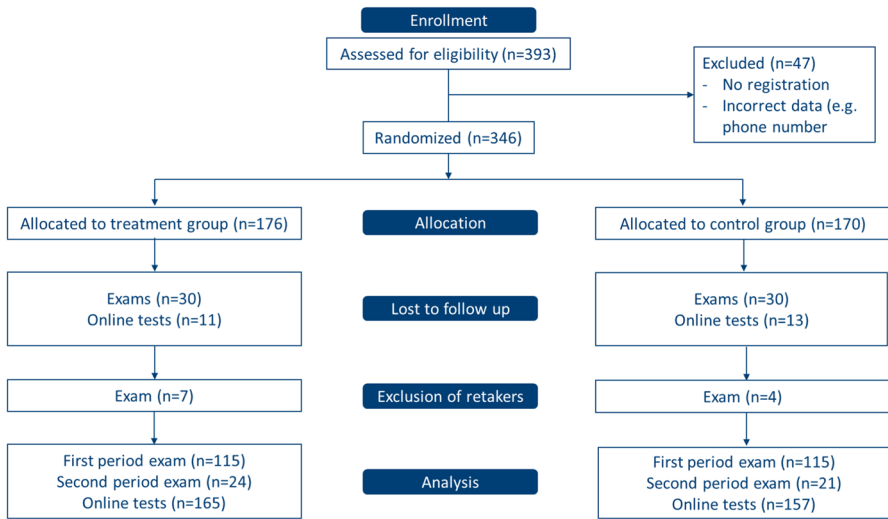 Enrollment
Assessed for eligibility (n=393)
Excluded (n=47)
- No registration
- Incorrect data (e.g.
phone number
Randomized (n=346)
Allocated to treatment group (n=176)
Allocation
Allocated to control group (n=170)
Exams (n=30)
Online tests (n=11)
Lost to follow up
Exams (n=30)
Online tests (n=13)
Exam (n=7)
Exclusion of retakers
Exam (n=4)
First period exam (n=115)
Second period exam (n=24)
Online tests (n=165)
Analysis
First period exam (n=115)
Second period exam (n=21)
Online tests (n=157)